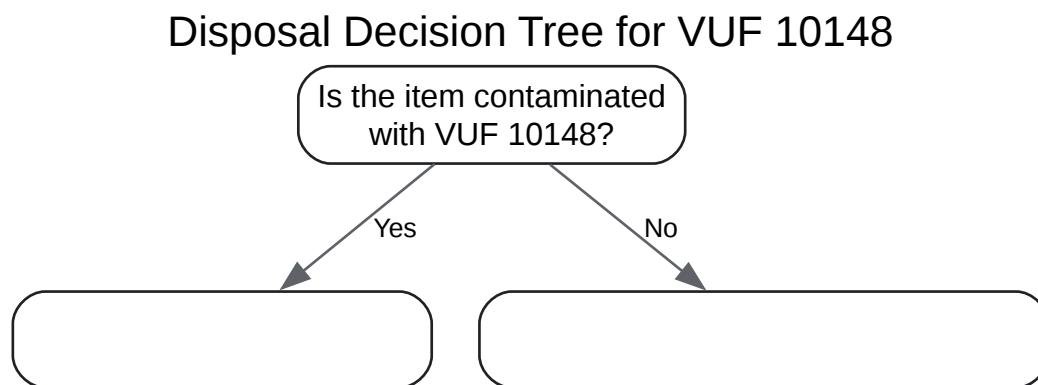 Disposal Decision Tree for VUF 10148
Is the item contaminated
with VUF 10148?
Yes
No